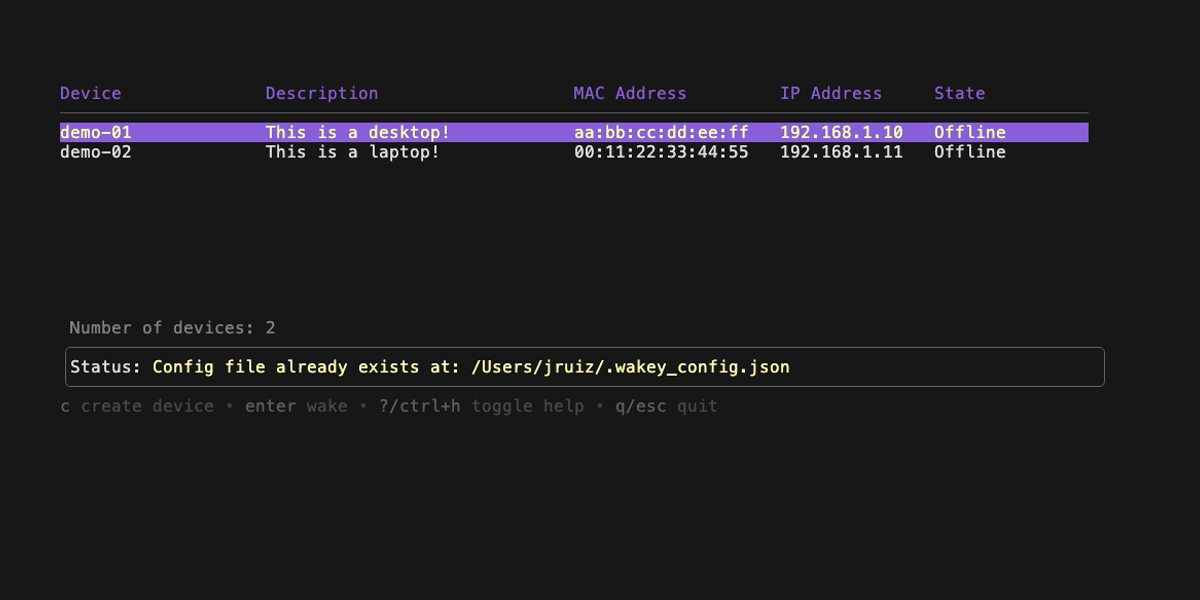 Device Description MAC Address IP Address State
demo-01 This is a desktop! aa:bb:cc:dd:ee:ff 192.168.1.10 Offline
demo-02 This is a laptop! 00:11:22:33:44:55 192.168.1.11 Offline
Number of devices: 2
Status: Config file already exists at: /Users/jruiz/.wakey_config.json
c create device • enter wake • ?/ctrl+h toggle help • q/esc quit